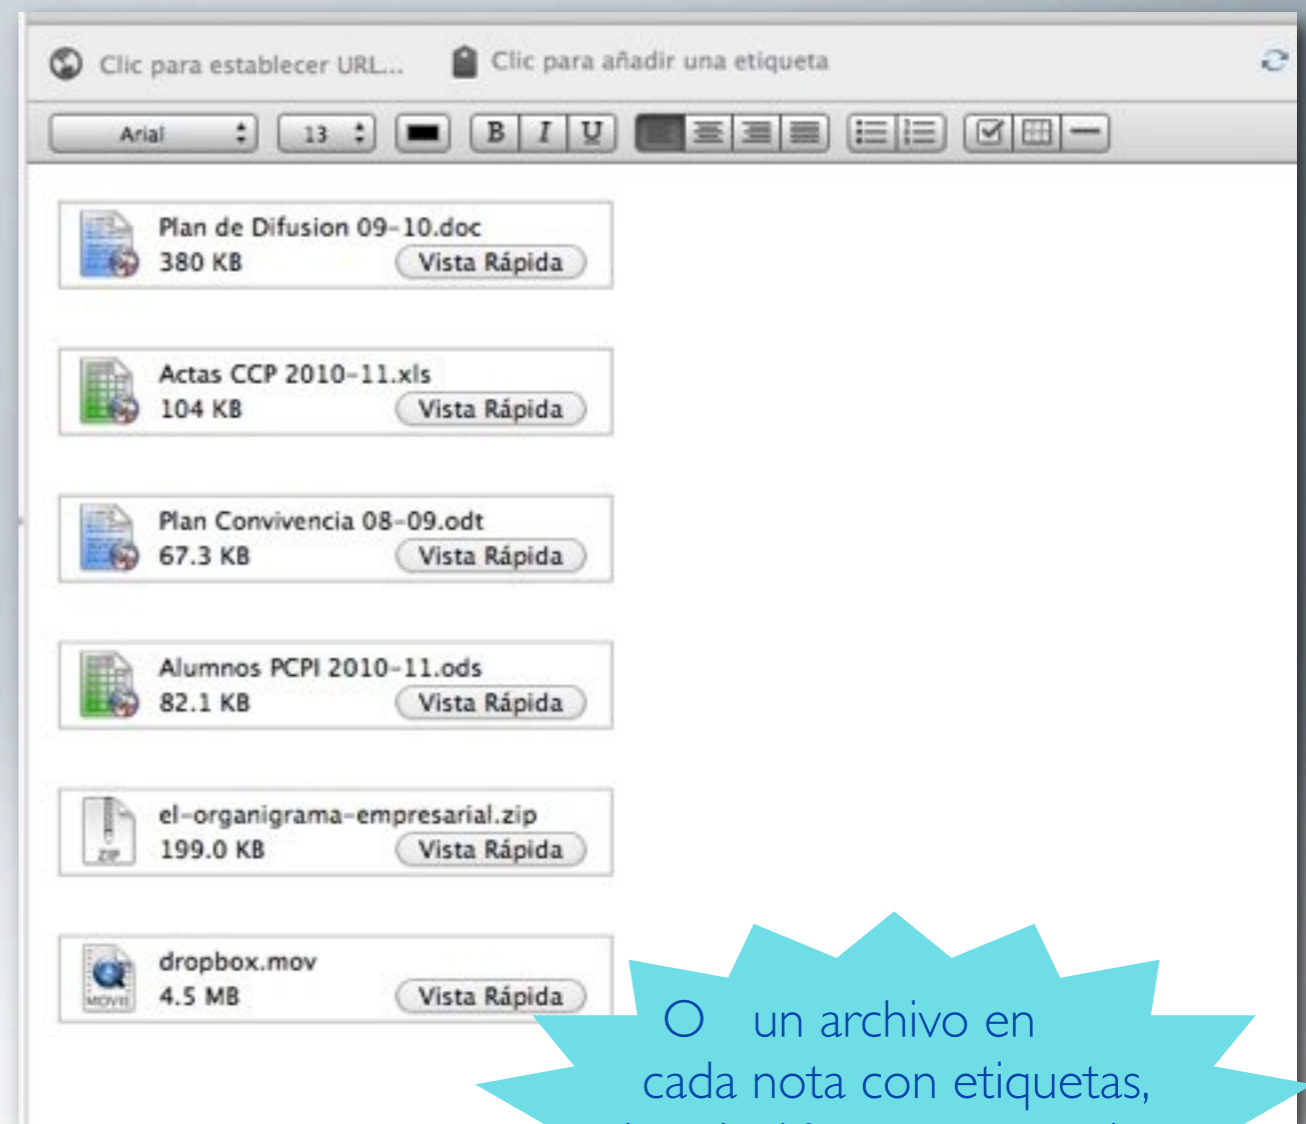 Clic para establecer URL... Clic para añadir una etiqueta
Arial 13 B I U
Plan de Difusion 09-10.doc
380 KB Vista Rápida
Actas CCP 2010-11.xls
104 KB Vista Rápida
Plan Convivencia 08-09.odt
67.3 KB Vista Rápida
Alumnos PCPI 2010-11.ods
82.1 KB Vista Rápida
el-organigrama-empresarial.zip
ZIP
199.0 KB Vista Rápida
dropbox.mov
MOVIE
4.5 MB Vista Rápida
O un archivo en
cada nota con etiquetas,